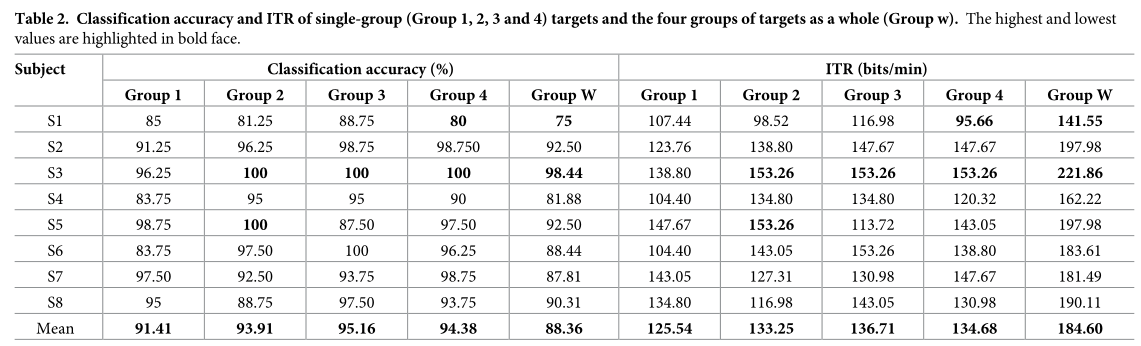 Table 2. Classification accuracy and ITR of single-group (Group 1, 2, 3 and 4) targets and the four groups of targets as a whole (Group w). The highest and lowest
values are highlighted in bold face.
Subject Classification accuracy (%) ITR (bits/min)
Group 1 Group 2 Group 3 Group 4 Group W Group 1 Group 2 Group 3 Group 4 Group W
S1 85 81.25 88.75 80 75 107.44 98.52 116.98 95.66 141.55
S2 91.25 96.25 98.75 98.750 92.50 123.76 138.80 147.67 147.67 197.98
S3 96.25 100 100 100 98.44 138.80 153.26 153.26 153.26 221.86
S4 83.75 95 95 90 81.88 104.40 134.80 134.80 120.32 162.22
S5 98.75 100 87.50 97.50 92.50 147.67 153.26 113.72 143.05 197.98
S6 83.75 97.50 100 96.25 88.44 104.40 143.05 153.26 138.80 183.61
S7 97.50 92.50 93.75 98.75 87.81 143.05 127.31 130.98 147.67 181.49
S8 95 88.75 97.50 93.75 90.31 134.80 116.98 143.05 130.98 190.11
Mean 91.41 93.91 95.16 94.38 88.36 125.54 133.25 136.71 134.68 184.60